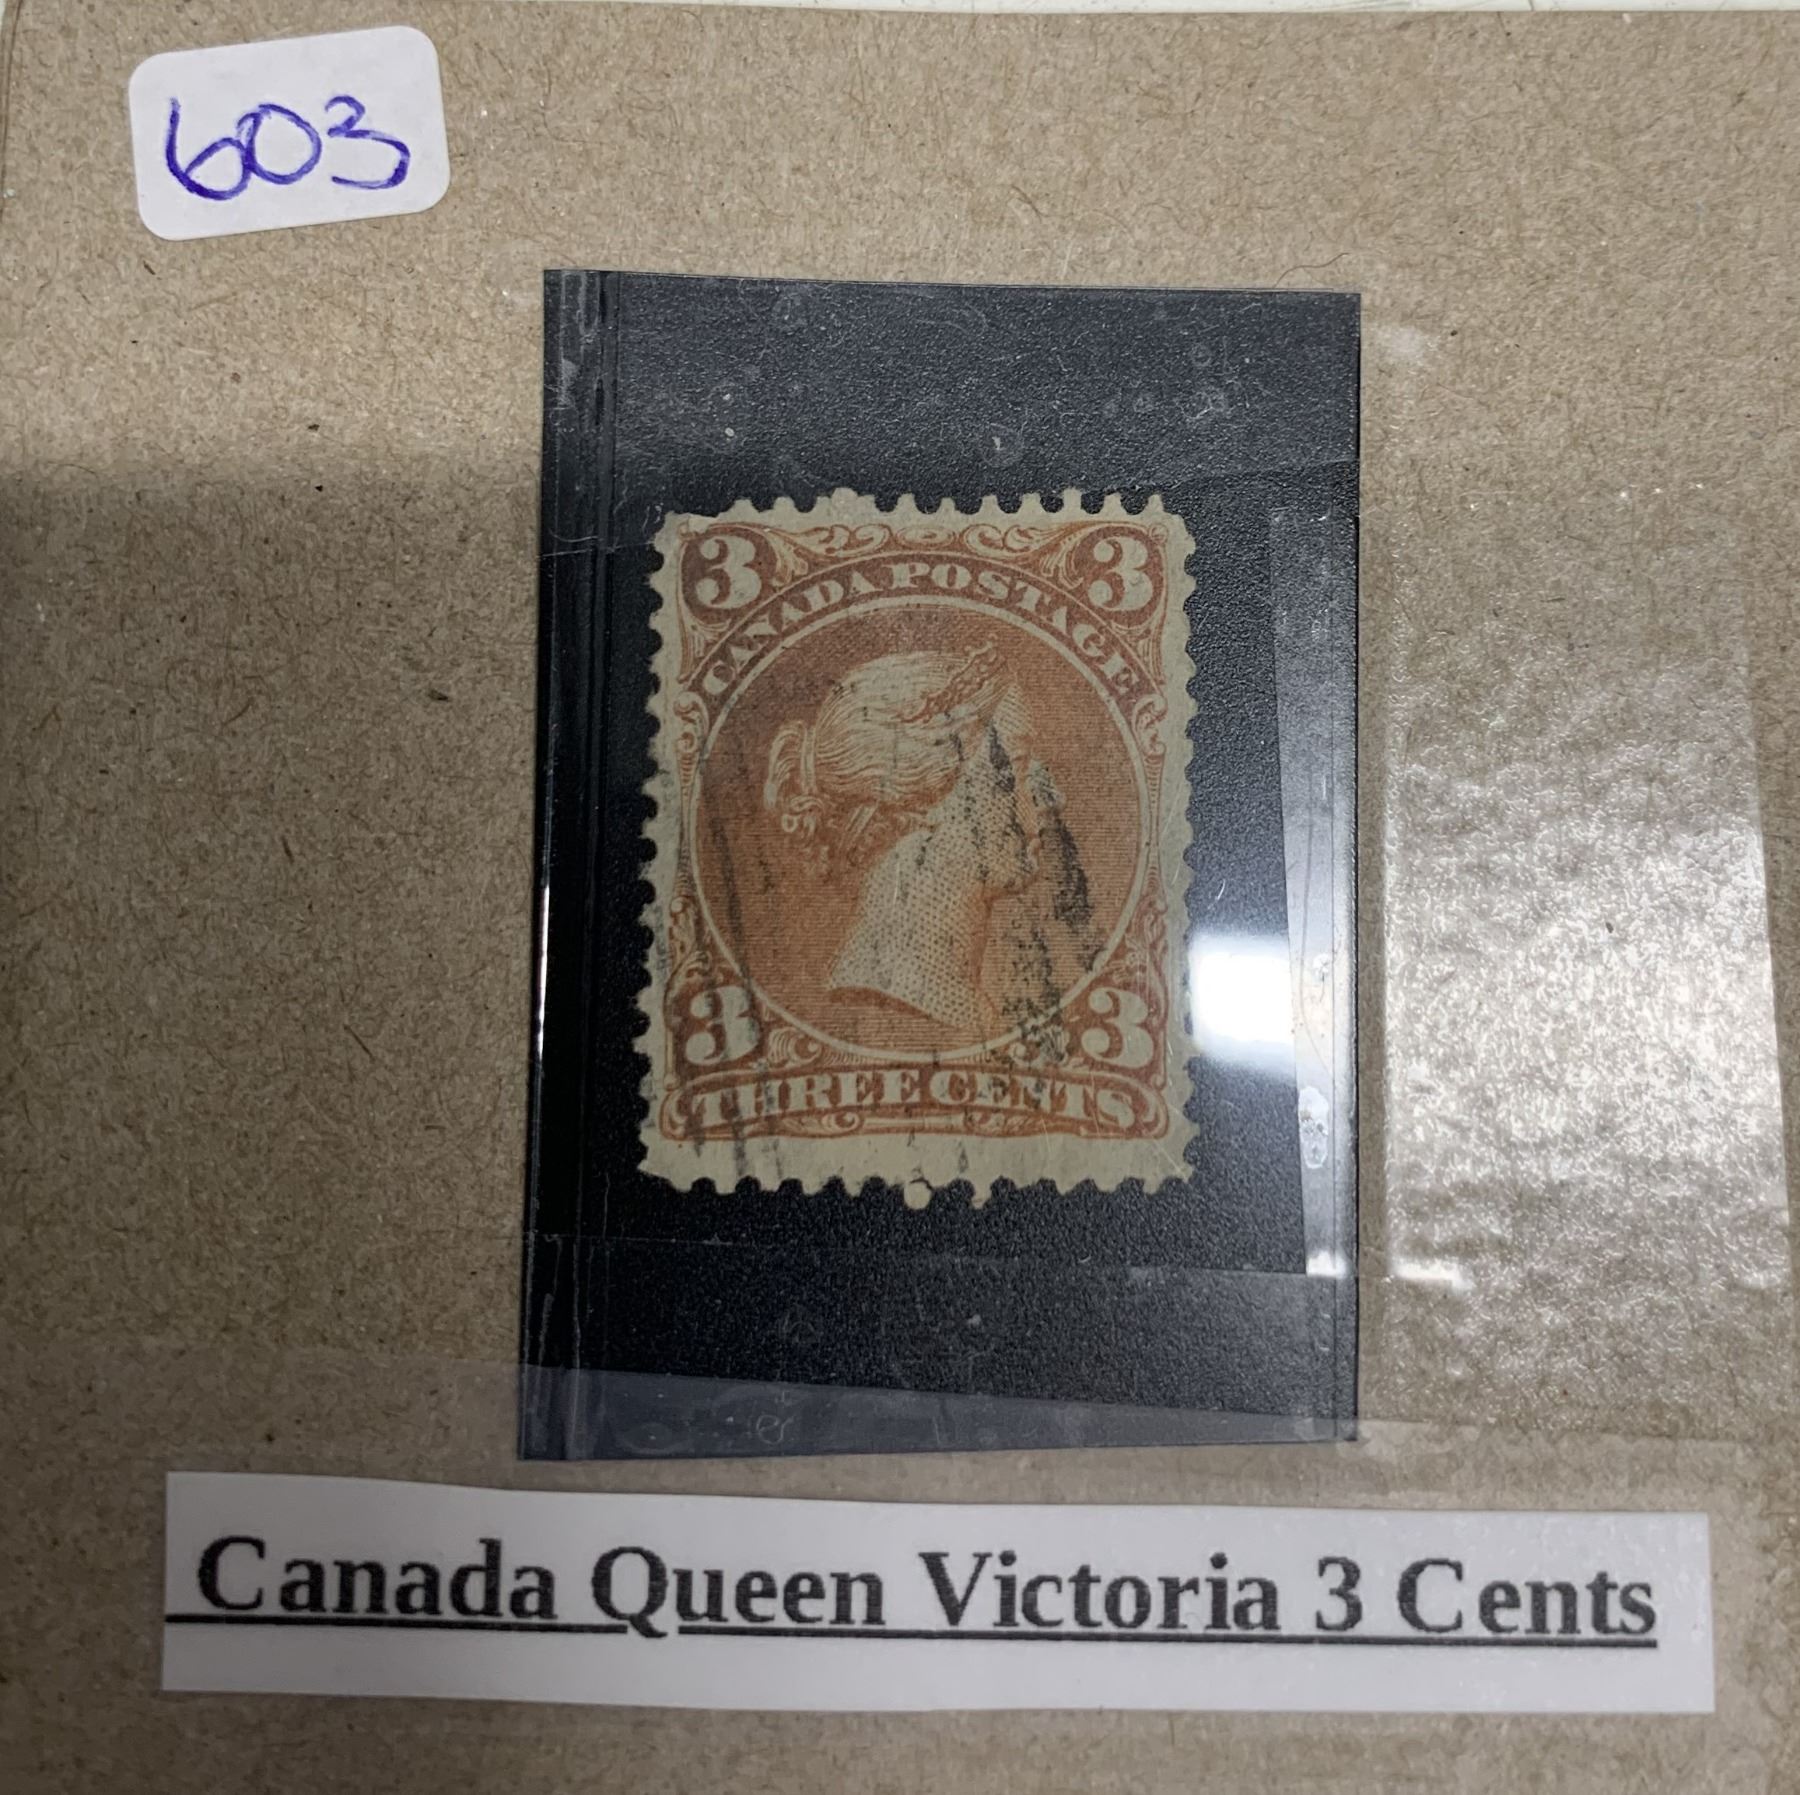 603
3 3
CANADA POSTAGE
3 3
THREE CENTS
Canada Queen Victoria 3 Cents